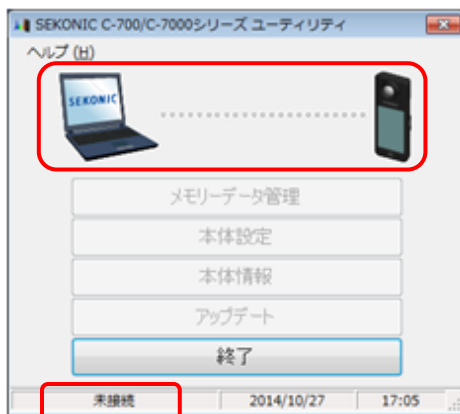 SEKONIC C-700/C-7000シリーズ ユーティリティ
ヘルプ (H)
SEKONIC
メモリーデータ管理
本体設定
本体情報
アップデート
終了
未接続 2014/10/27 17:05